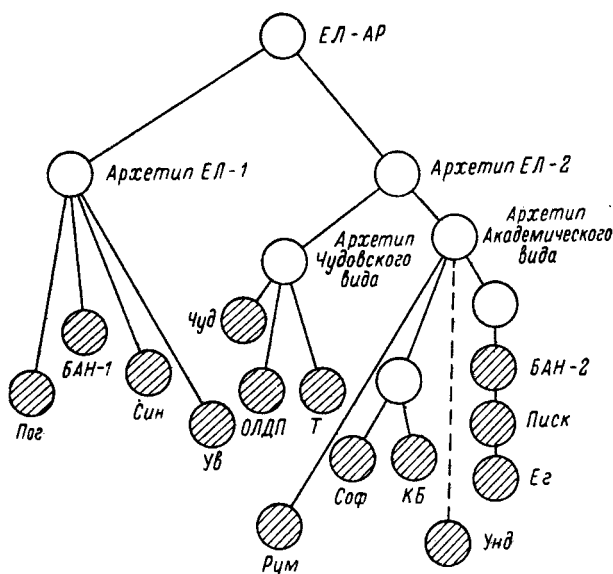 ЕЛ-АР
Архетип ЕЛ-1
Архетип ЕЛ-2
Архетип
Чудовского
вида
Архетип
Академического
вида
Чуд
БАН-1
Син
Пог
Ув
ОЛДП
Т
БАН-2
Писк
Ег
Соф
КБ
Рум
Унд